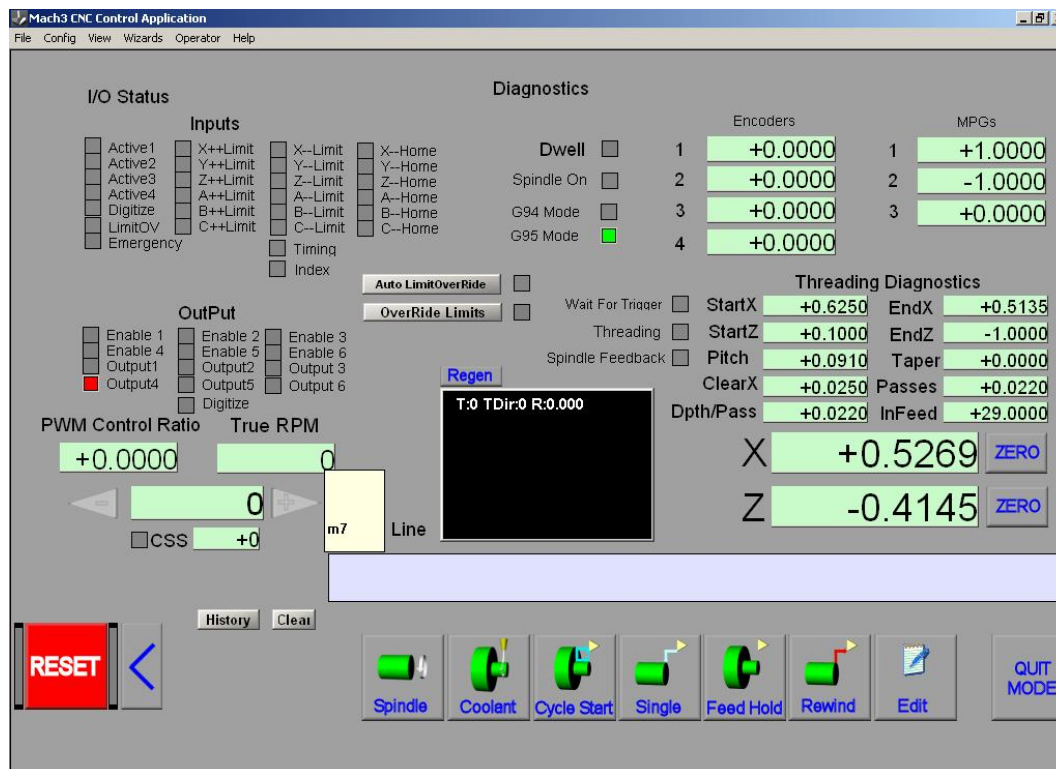 Mach3 CNC Control Application
File Config View Wizards Operator Help
Diagnostics
I/O Status
Inputs
Active1 X++Limit X--Limit X--Home
Active2 Y++Limit Y--Limit Y--Home
Active3 Z++Limit Z--Limit Z--Home
Active4 A++Limit A--Limit A--Home
Digitize B++Limit B--Limit B--Home
LimitOV C++Limit C--Limit C--Home
Emergency Timing
Index
Dwell
Spindle On
G94 Mode
G95 Mode
Encoders
1 +0.0000
2 +0.0000
3 +0.0000
4 +0.0000
MPGs
1 +1.0000
2 -1.0000
3 +0.0000
Auto LimitOverRide
OverRide Limits
Wait For Trigger
Threading
Spindle Feedback
Threading Diagnostics
StartX +0.6250 EndX +0.5135
StartZ +0.1000 EndZ -1.0000
Pitch +0.0910 Taper +0.0000
ClearX +0.0250 Passes +0.0220
Dpth/Pass +0.0220 InFeed +29.0000
OutPut
Enable 1 Enable 2 Enable 3
Enable 4 Enable 5 Enable 6
Output1 Output2 Output 3
Output4 Output5 Output 6
Digitize
Regen
T:0 TDir:0 R:0.000
PWM Control Ratio True RPM
+0.0000 0
- 0 +
CSS +0
m7
Line
X +0.5269 ZERO
Z -0.4145 ZERO
History Clear
RESET
Spindle Coolant Cycle Start Single Feed Hold Rewind Edit
QUIT
MODE